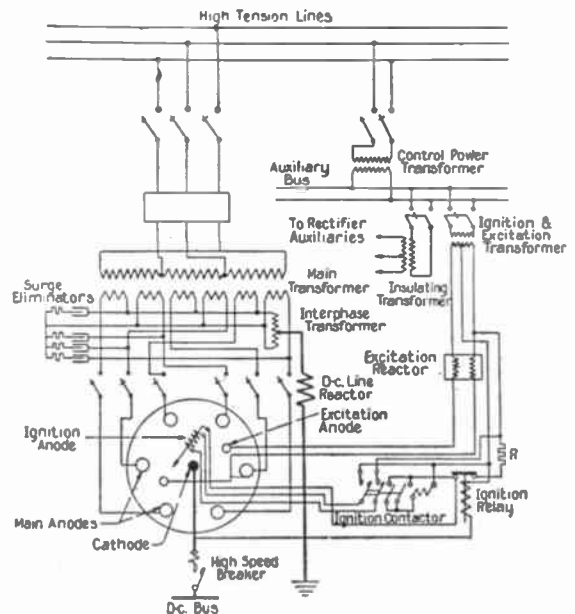 High Tension Lines
Control Power
Transformer
Auxiliary
Bus
To Rectifier
Auxiliaries
Ignition &
Excitation
Transformer
Main
Transformer
Insulating
Transformer
Surge
Eliminators
Interphase
Transformer
Excitation
Reactor
D-c. Line
Reactor
Excitation
Anode
Ignition
Anode
R
Ignition
Relay
Main Anodes
Ignition Contactor
Cathode
High Speed
Breaker
D-c. Bus